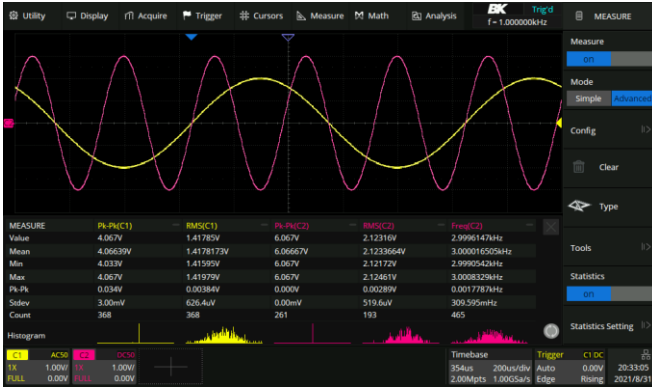 Utility Display Acquire Trigger Cursors Measure Math Analysis BK Trig'd MEASURE
f = 1.000000kHz
Measure
on
Mode
Simple Advanced
Config
Clear
Type
Tools
Statistics
on
Statistics Setting
MEASURE Pk-Pk(C1) RMS(C1) Pk-Pk(C2) RMS(C2) Freq(C2)
Value 4.067V 1.41785V 6.067V 2.12316V 2.9996147kHz
Mean 4.06639V 1.4178173V 6.06667V 2.1233664V 3.000016505kHz
Min 4.033V 1.41595V 6.067V 2.12172V 2.9990542kHz
Max 4.067V 1.41979V 6.067V 2.12461V 3.0008329kHz
Pk-Pk 0.034V 0.00384V 0.000V 0.00289V 0.0017787kHz
Stdev 3.00mV 626.4uV 0.00mV 519.6uV 309.595mHz
Count 368 368 261 193 465
Histogram
C1 AC50 C2 DC50 Timebase Trigger C1 DC
1X 1.00V/ 1X 1.00V/ 354us 200us/div Auto 0.00V 20:33:05
FULL 0.00V FULL 0.00V 2.00Mpts 1.00GSa/s Edge Rising 2021/8/31